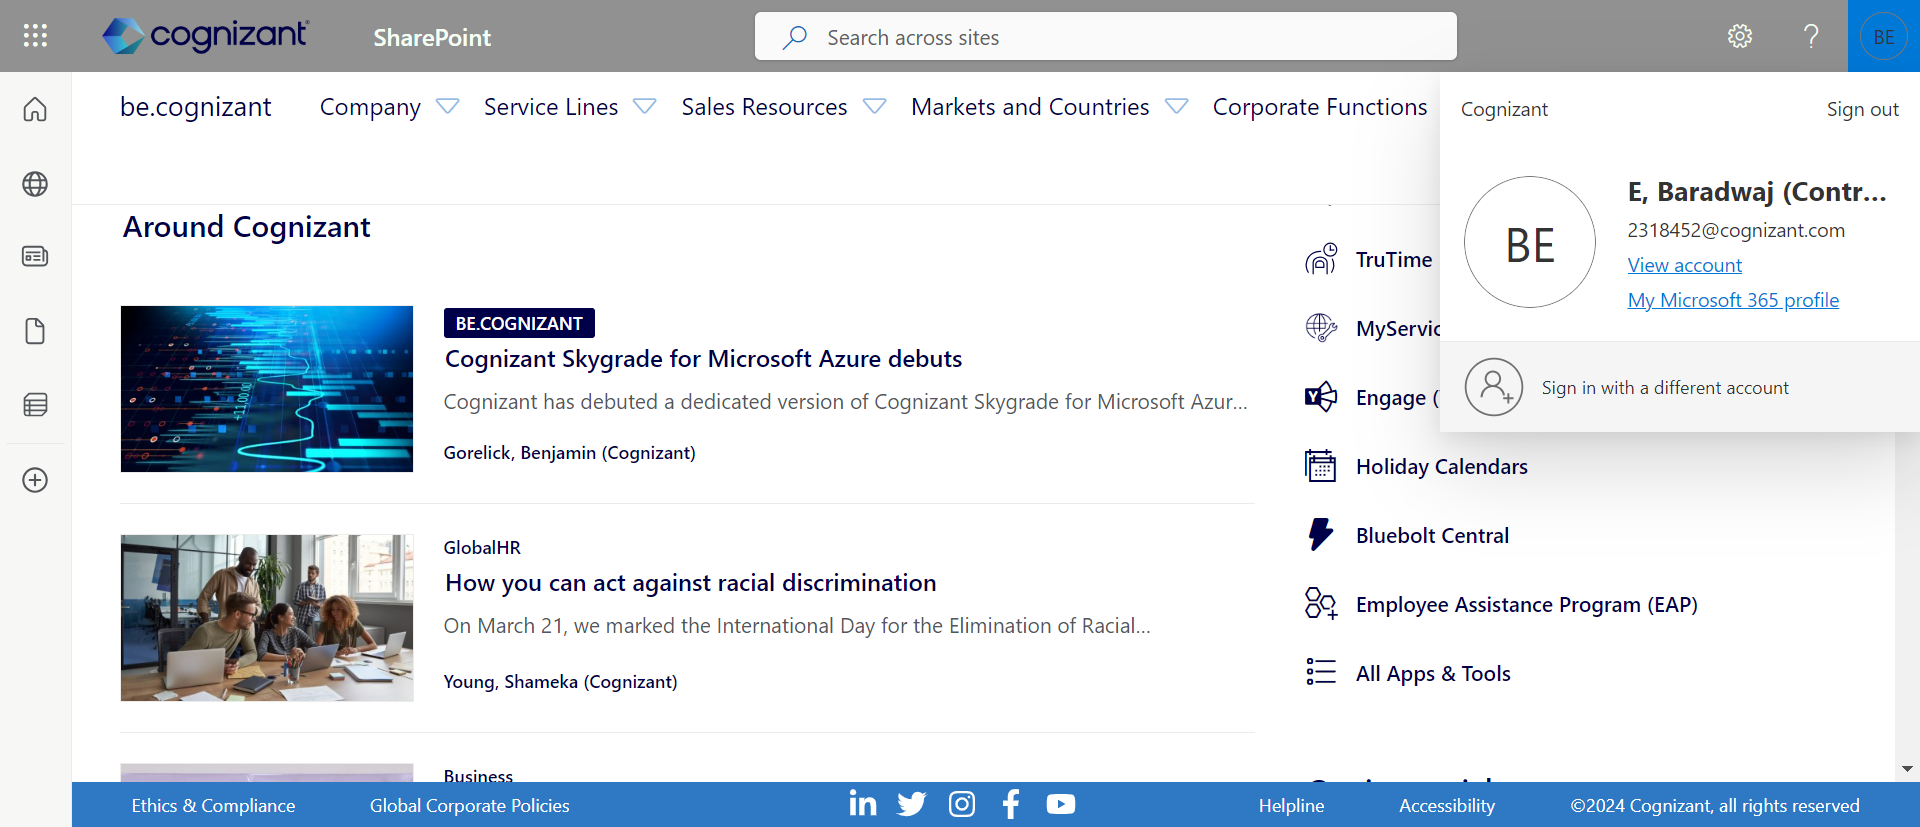 cognizant
SharePoint
Search across sites
BE
be.cognizant
Company
Service Lines
Sales Resources
Markets and Countries
Corporate Functions
Cognizant
Sign out
BE
E, Baradwaj (Contr...
2318452@cognizant.com
View account
My Microsoft 365 profile
Sign in with a different account
Around Cognizant
BE.COGNIZANT
Cognizant Skygrade for Microsoft Azure debuts
Cognizant has debuted a dedicated version of Cognizant Skygrade for Microsoft Azur...
Gorelick, Benjamin (Cognizant)
GlobalHR
How you can act against racial discrimination
On March 21, we marked the International Day for the Elimination of Racial...
Young, Shameka (Cognizant)
Business
TruTime
MyServic
Engage (
Holiday Calendars
Bluebolt Central
Employee Assistance Program (EAP)
All Apps & Tools
Ethics & Compliance
Global Corporate Policies
Helpline
Accessibility
©2024 Cognizant, all rights reserved